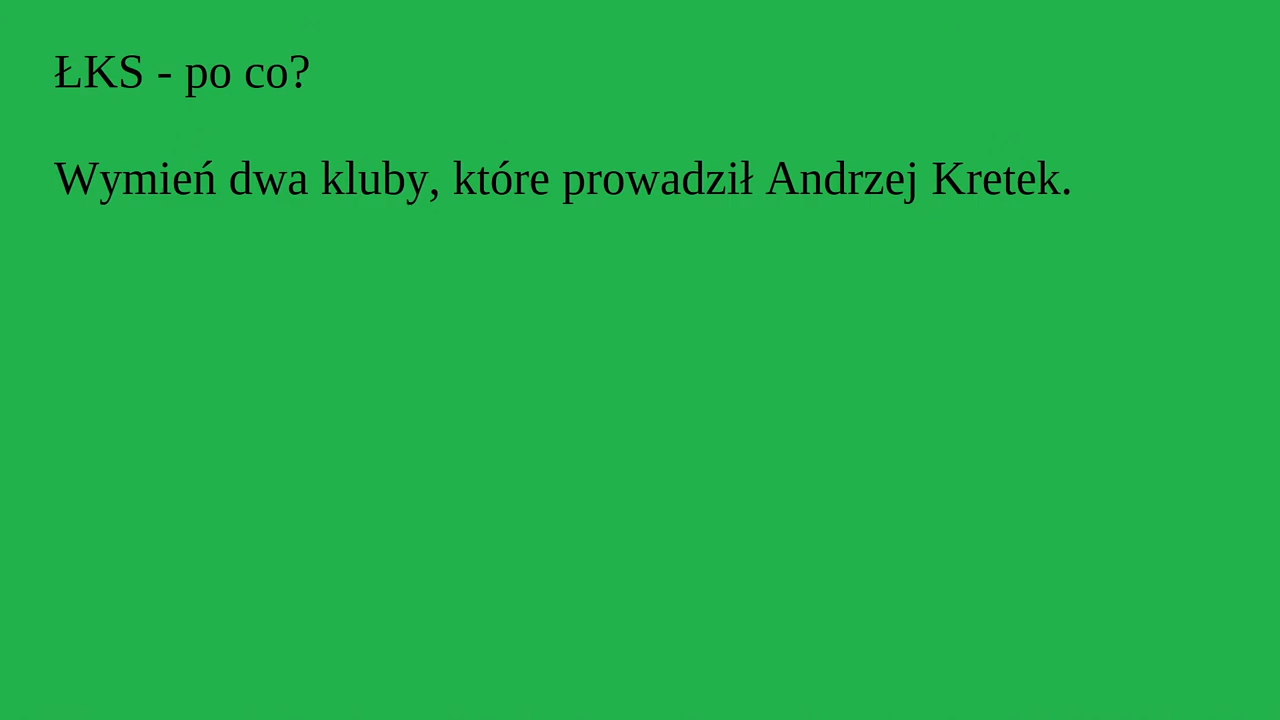 ŁKS - po co?
Wymień dwa kluby, które prowadził Andrzej Kretek.